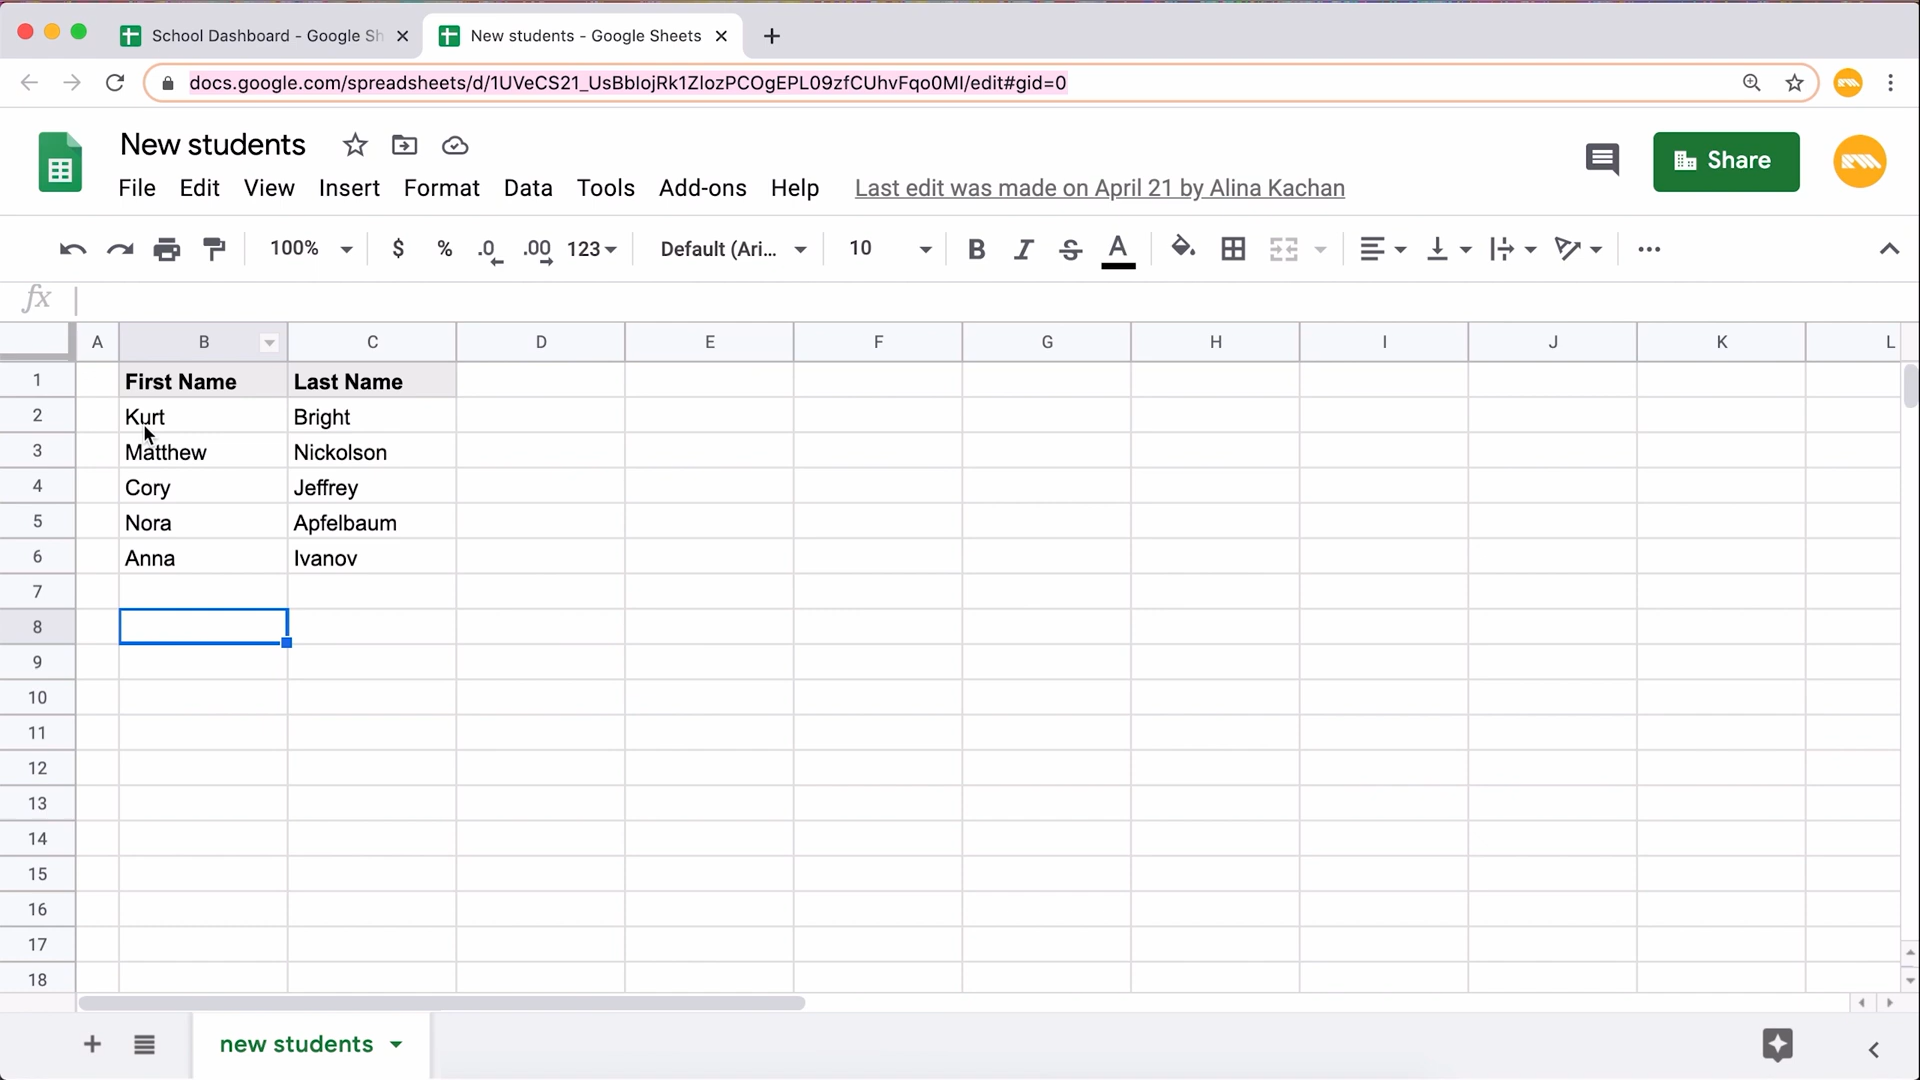 School Dashboard - Google Sh
New students - Google Sheets
docs.google.com/spreadsheets/d/1UVeCS21_UsBbIojRk1ZIozPCOgEPL09zfCUhvFqo0MI/edit#gid=0
New students
Share
File Edit View Insert Format Data Tools Add-ons Help Last edit was made on April 21 by Alina Kachan
100% $ % .0 .00 123 Default (Ari... 10 B I S A
fx
A B C D E F G H I J K L
1 First Name Last Name
2 Kurt Bright
3 Matthew Nickolson
4 Cory Jeffrey
5 Nora Apfelbaum
6 Anna Ivanov
7
8
9
10
11
12
13
14
15
16
17
18
new students